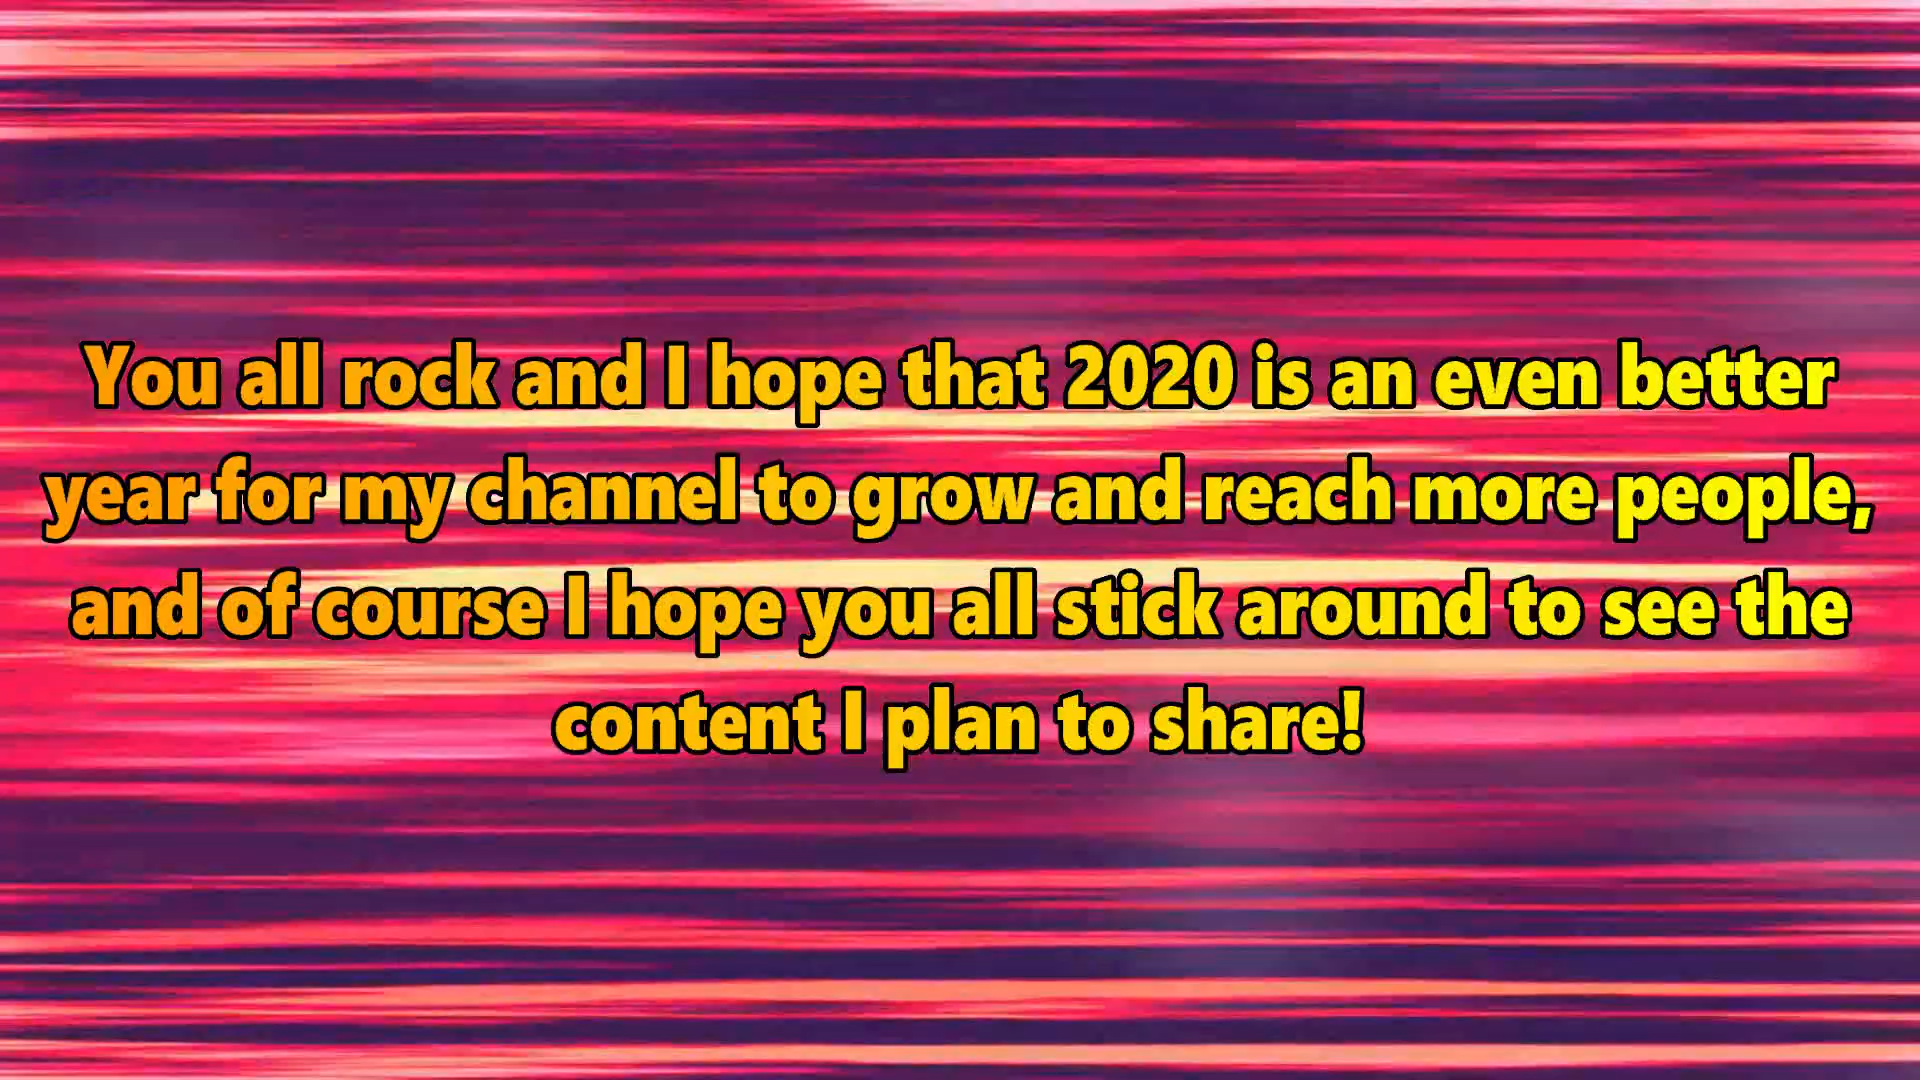 You all rock and I hope that 2020 is an even better
year for my channel to grow and reach more people,
and of course I hope you all stick around to see the
content I plan to share!